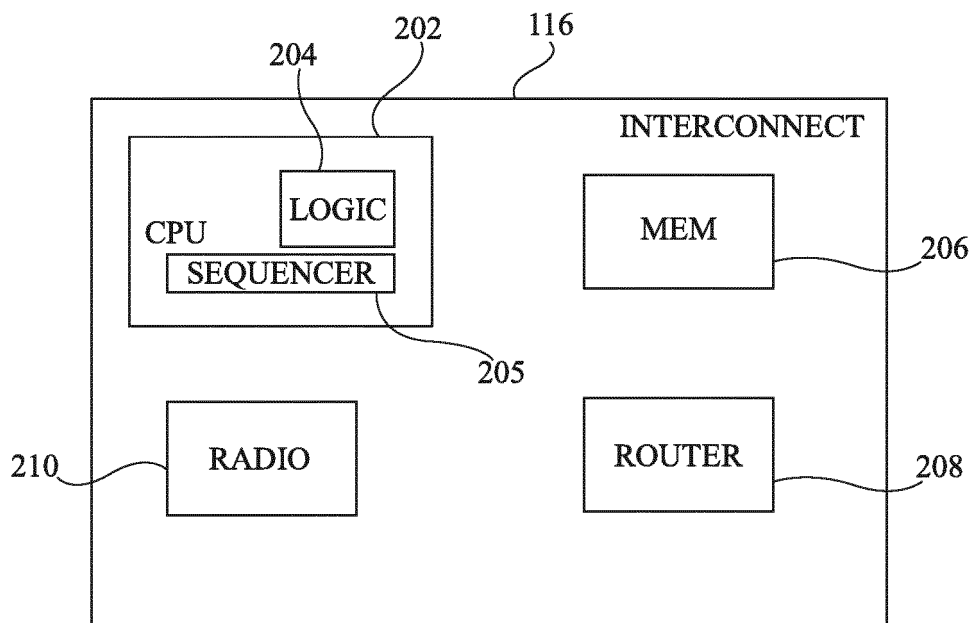 116
202
204
INTERCONNECT
LOGIC
MEM
CPU
206
SEQUENCER
205
RADIO
ROUTER
210
208